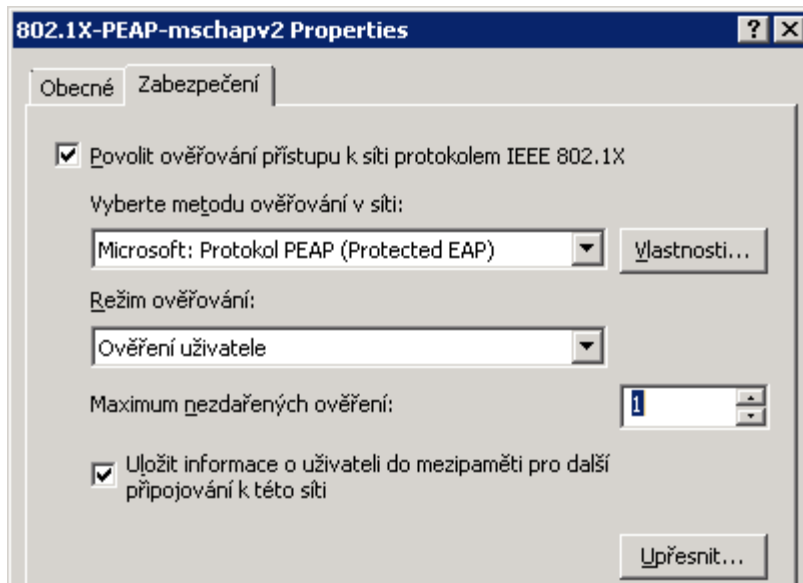 802.1X-PEAP-mschapv2 Properties
Obecné
Zabezpečení
Povolit ověřování přístupu k síti protokolem IEEE 802.1X
Vyberte metodu ověřování v síti:
Microsoft: Protokol PEAP (Protected EAP)
Vlastnosti...
Režim ověřování:
Ověření uživatele
Maximum nezdařených ověření:
1
Uložit informace o uživateli do mezipaměti pro další
připojování k této síti
Upřesnit...